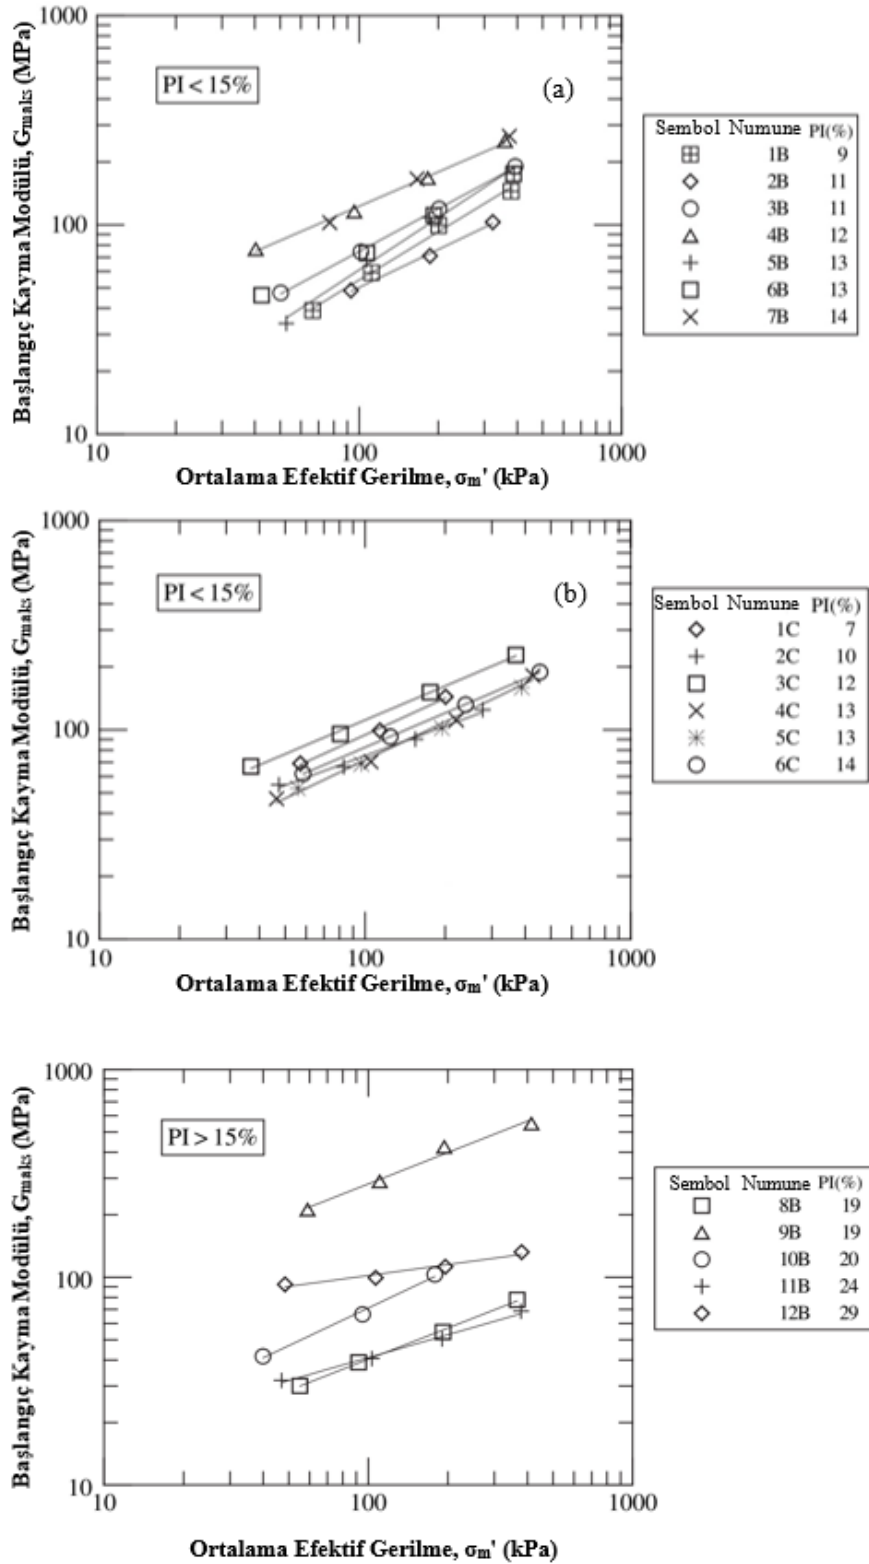 1000
PI < 15%
(a)
100
10
10 100 1000
Başlangıç Kayma Modülü, Gmaks (MPa)
Ortalama Efektif Gerilme, σm' (kPa)
Sembol Numune PI(%)
1B 9
2B 11
3B 11
4B 12
5B 13
6B 13
7B 14
1000
PI < 15%
(b)
100
10
10 100 1000
Başlangıç Kayma Modülü, Gmaks (MPa)
Ortalama Efektif Gerilme, σm' (kPa)
Sembol Numune PI(%)
1C 7
2C 10
3C 12
4C 13
5C 13
6C 14
1000
PI > 15%
100
10
10 100 1000
Başlangıç Kayma Modülü, Gmaks (MPa)
Ortalama Efektif Gerilme, σm' (kPa)
Sembol Numune PI(%)
8B 19
9B 19
10B 20
11B 24
12B 29